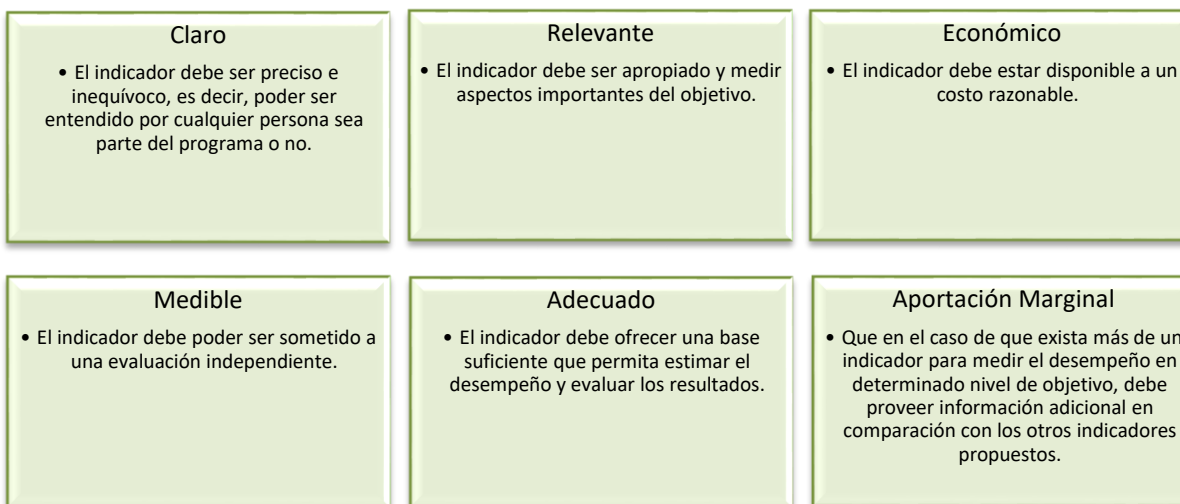 Claro
• El indicador debe ser preciso e
inequívoco, es decir, poder ser
entendido por cualquier persona sea
parte del programa o no.
Relevante
• El indicador debe ser apropiado y medir
aspectos importantes del objetivo.
Económico
• El indicador debe estar disponible a un
costo razonable.
Medible
• El indicador debe poder ser sometido a
una evaluación independiente.
Adecuado
• El indicador debe ofrecer una base
suficiente que permita estimar el
desempeño y evaluar los resultados.
Aportación Marginal
• Que en el caso de que exista más de un
indicador para medir el desempeño en
determinado nivel de objetivo, debe
proveer información adicional en
comparación con los otros indicadores
propuestos.